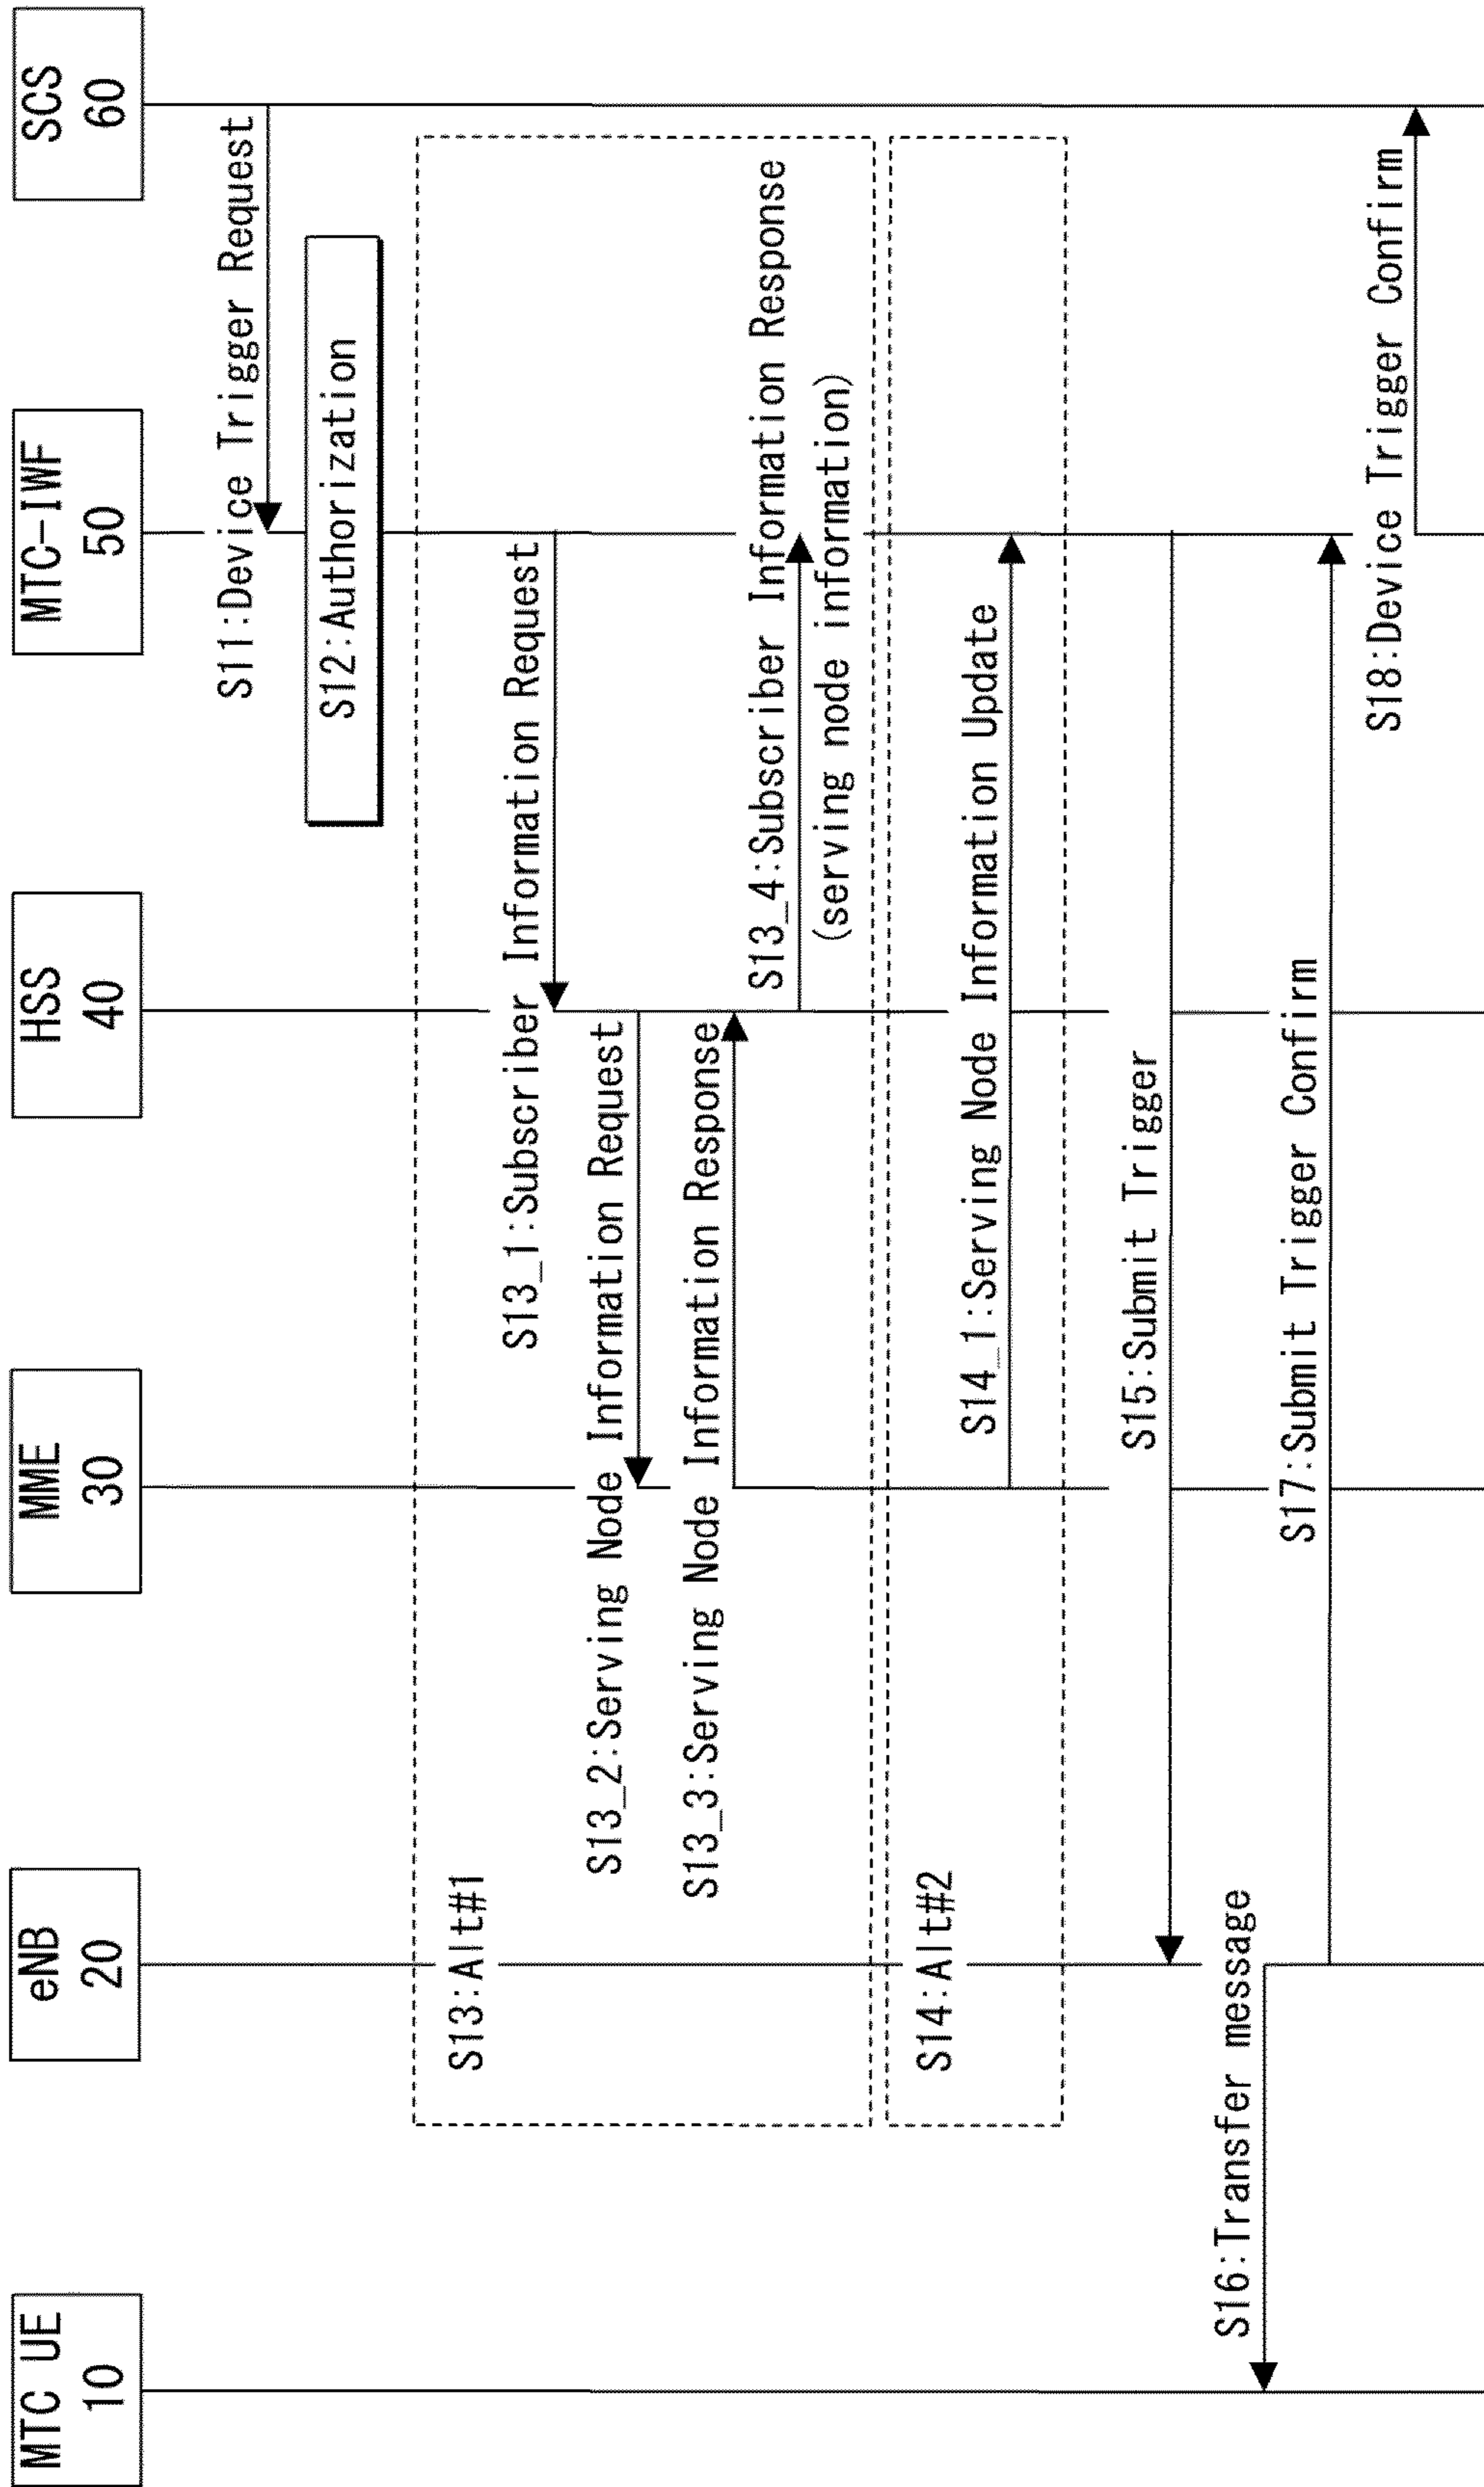 MTC UE
10
eNB
20
MME
30
HSS
40
MTC-IWF
50
SCS
60
S11:Device Trigger Request
S12:Authorization
S13:Alt#1
S13_1:Subscriber Information Request
S13_2:Serving Node Information Request
S13_3:Serving Node Information Response
S13_4:Subscriber Information Response
(serving node information)
S14:Alt#2
S14_1:Serving Node Information Update
S15:Submit Trigger
S16:Transfer message
S17:Submit Trigger Confirm
S18:Device Trigger Confirm